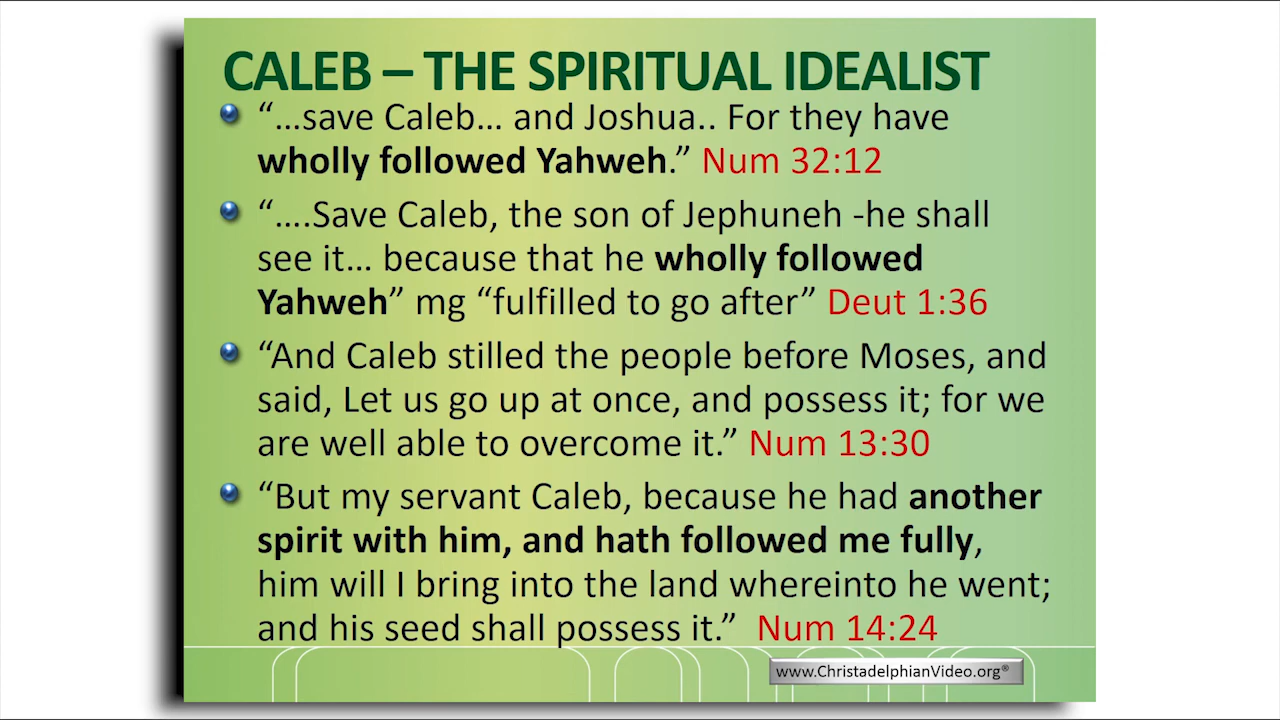 CALEB – THE SPIRITUAL IDEALIST
“…save Caleb… and Joshua.. For they have
wholly followed Yahweh.” Num 32:12
“….Save Caleb, the son of Jephuneh -he shall
see it… because that he wholly followed
Yahweh” mg “fulfilled to go after” Deut 1:36
“And Caleb stilled the people before Moses, and
said, Let us go up at once, and possess it; for we
are well able to overcome it.” Num 13:30
“But my servant Caleb, because he had another
spirit with him, and hath followed me fully,
him will I bring into the land whereinto he went;
and his seed shall possess it.” Num 14:24
www.ChristadelphianVideo.org®